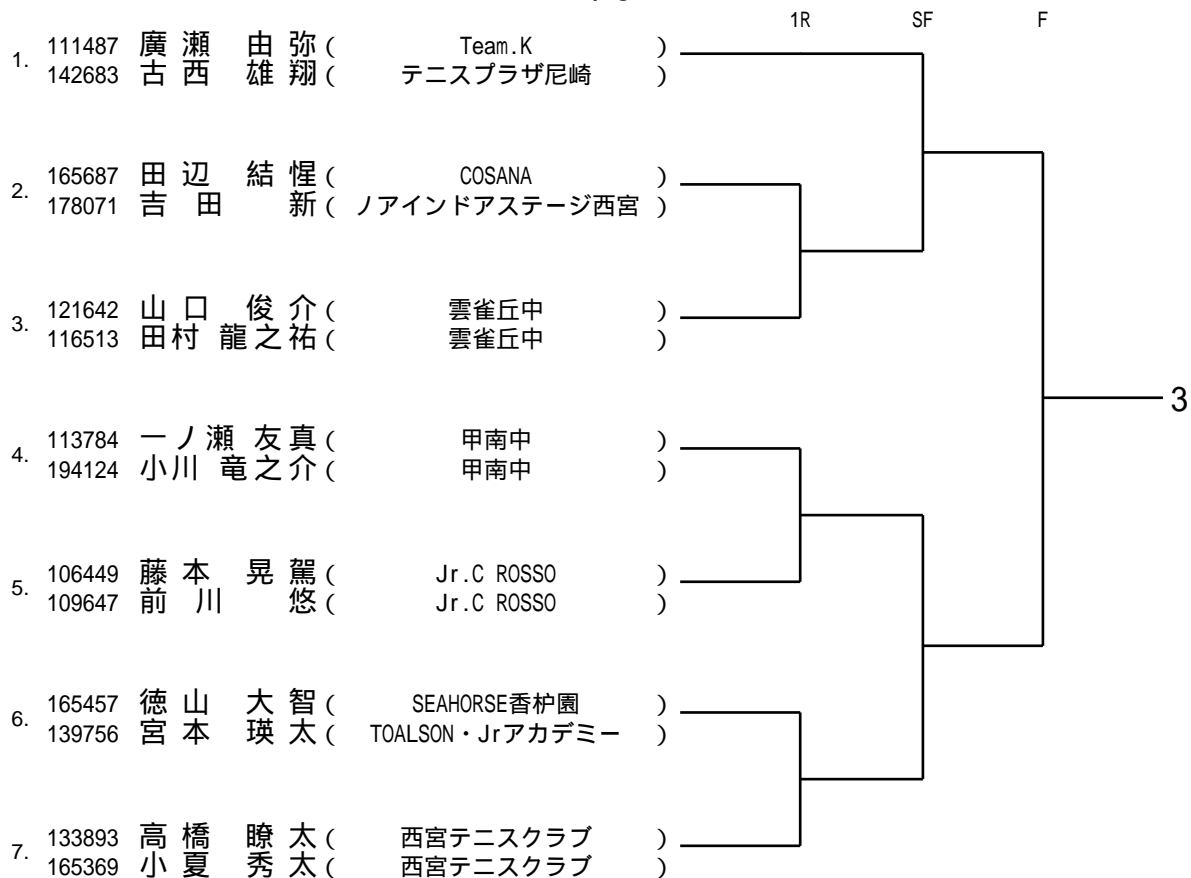 1R SF F
1. 111487 廣瀬 由弥 ( Team.K )
142683 古西 雄翔 ( テニスプラザ尼崎 )
2. 165687 田辺 結惺 ( COSANA )
178071 吉田 新 ( ノアインドアステージ西宮 )
3. 121642 山口 俊介 ( 雲雀丘中 )
116513 田村 龍之祐 ( 雲雀丘中 )
3
4. 113784 一ノ瀬 友真 ( 甲南中 )
194124 小川 竜之介 ( 甲南中 )
5. 106449 藤本 晃駕 ( Jr.C ROSSO )
109647 前川 悠 ( Jr.C ROSSO )
6. 165457 徳山 大智 ( SEAHORSE香枦園 )
139756 宮本 瑛太 ( TOALSON・Jrアカデミー )
7. 133893 高橋 瞭太 ( 西宮テニスクラブ )
165369 小夏 秀太 ( 西宮テニスクラブ )